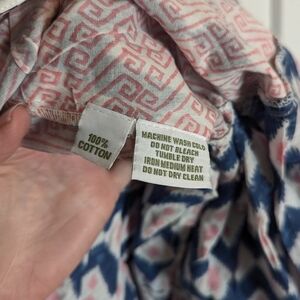 100%
COTTON
MACHINE WASH COLD
DO NOT BLEACH
TUMBLE DRY
IRON MEDIUM HEAT
DO NOT DRY CLEAN